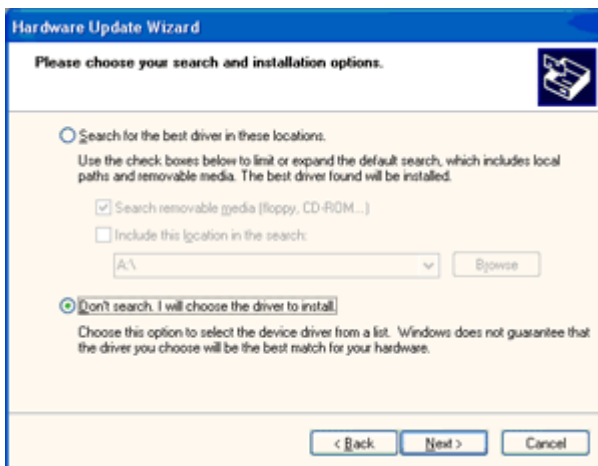 Hardware Update Wizard
Please choose your search and installation options.
Search for the best driver in these locations.
Use the check boxes below to limit or expand the default search, which includes local
paths and removable media. The best driver found will be installed.
Search removable media (floppy, CD-ROM...)
Include this location in the search:
A:\
Browse
Don't search. I will choose the driver to install.
Choose this option to select the device driver from a list. Windows does not guarantee that
the driver you choose will be the best match for your hardware.
< Back Next > Cancel